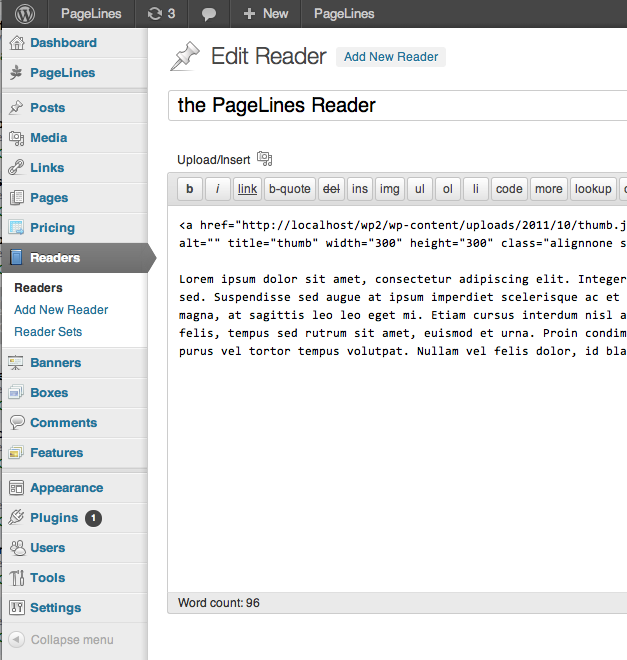 PageLines 3 New PageLines
Dashboard
PageLines
Posts
Media
Links
Pages
Pricing
Readers
Readers
Add New Reader
Reader Sets
Banners
Boxes
Comments
Features
Appearance
Plugins 1
Users
Tools
Settings
Collapse menu
Edit Reader Add New Reader
the PageLines Reader
Upload/Insert
b i link b-quote del ins img ul ol li code more lookup
<a href="http://localhost/wp2/wp-content/uploads/2011/10/thumb.j
alt="" title="thumb" width="300" height="300" class="alignnone s
Lorem ipsum dolor sit amet, consectetur adipiscing elit. Integer
sed. Suspendisse sed augue at ipsum imperdiet scelerisque ac et
magna, at sagittis leo leo eget mi. Etiam cursus interdum nisl a
felis, tempus sed rutrum sit amet, euismod et urna. Proin condim
purus vel tortor tempus volutpat. Nullam vel felis dolor, id bla
Word count: 96